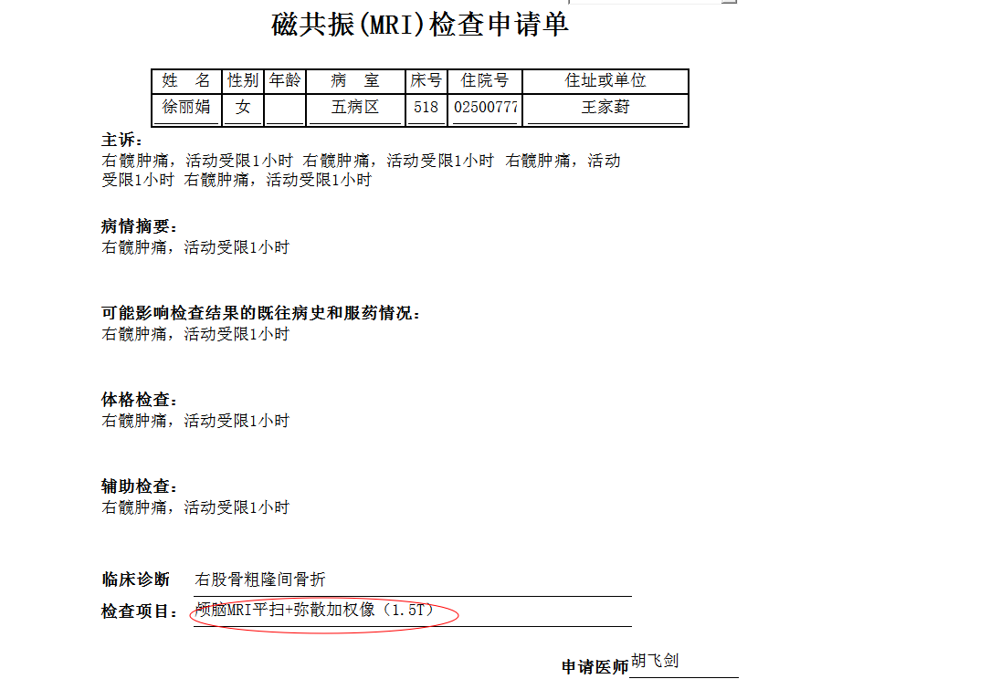 磁共振(MRI)检查申请单
姓 名 性别 年龄 病 室 床号 住院号 住址或单位
徐丽娟 女 五病区 518 02500777 王家葑
主诉：
右髋肿痛，活动受限1小时 右髋肿痛，活动受限1小时 右髋肿痛，活动
受限1小时 右髋肿痛，活动受限1小时
病情摘要：
右髋肿痛，活动受限1小时
可能影响检查结果的既往病史和服药情况：
右髋肿痛，活动受限1小时
体格检查：
右髋肿痛，活动受限1小时
辅助检查：
右髋肿痛，活动受限1小时
临床诊断 右股骨粗隆间骨折
检查项目： 颅脑MRI平扫+弥散加权像（1.5T）
申请医师 胡飞剑